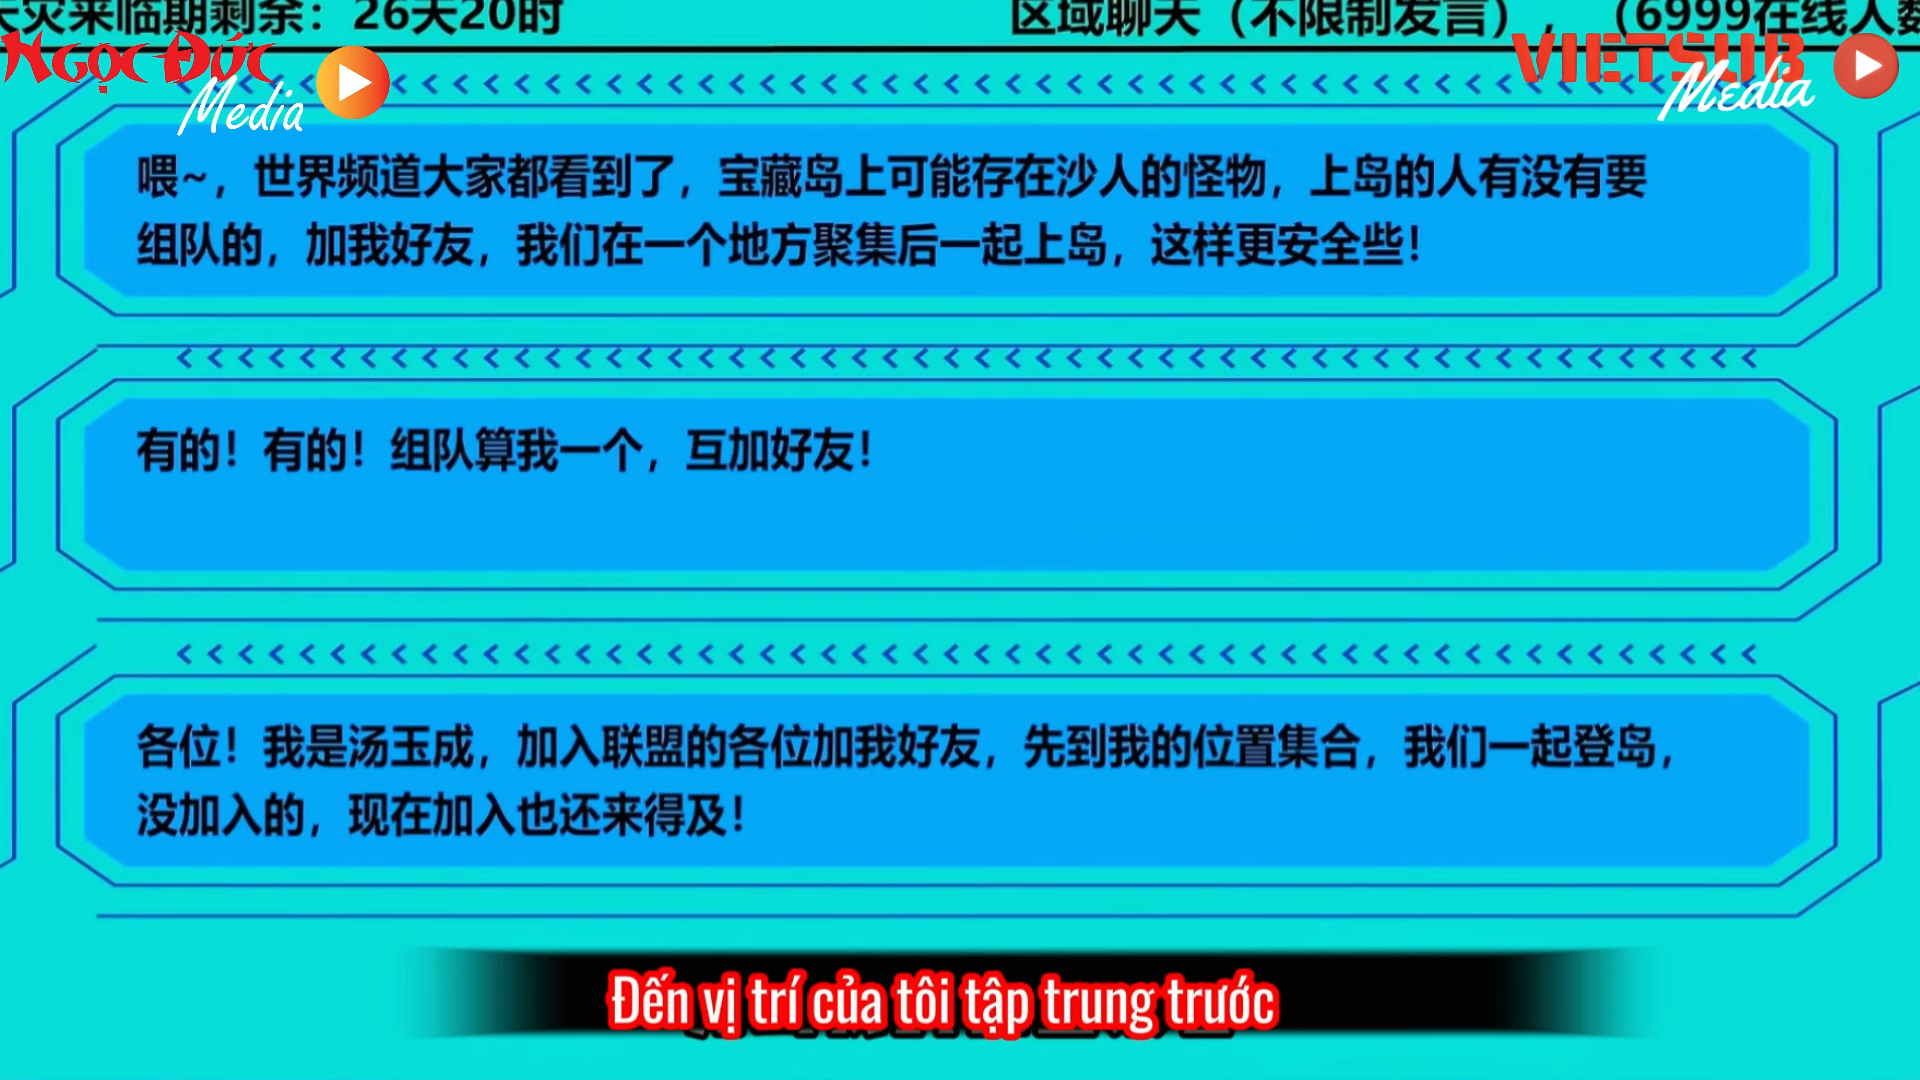 天灾来临期剩余：26天20时
区域聊天（不限制发言），（6999在线人数
Ngọc Đức
Media
VIETSUB
Media
喂~，世界频道大家都看到了，宝藏岛上可能存在沙人的怪物，上岛的人有没有要
组队的，加我好友，我们在一个地方聚集后一起上岛，这样更安全些！
有的！有的！组队算我一个，互加好友！
各位！我是汤玉成，加入联盟的各位加我好友，先到我的位置集合，我们一起登岛，
没加入的，现在加入也还来得及！
Đến vị trí của tôi tập trung trước